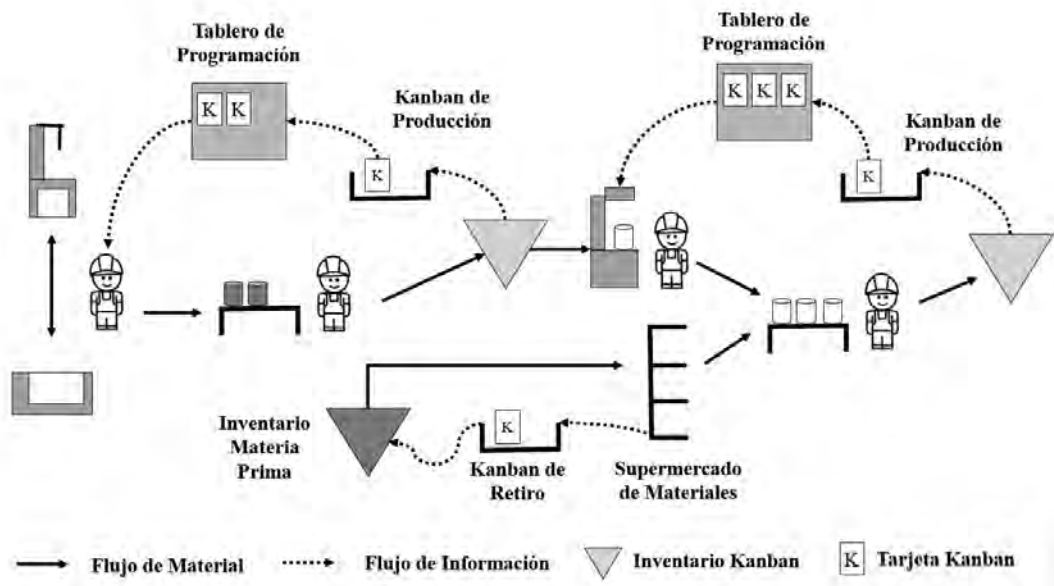 Tablero de
Programación
K K
Kanban de
Producción
K
Tablero de
Programación
K K K
Kanban de
Producción
K
Inventario
Materia
Prima
K
Kanban de
Retiro
Supermercado
de Materiales
Flujo de Material
Flujo de Información
Inventario Kanban
K
Tarjeta Kanban